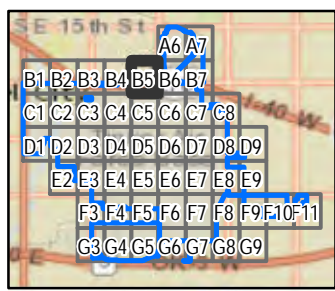 SE 15th St
A6 A7
B1 B2 B3 B4 B5 B6 B7
I-40 W
C1 C2 C3 C4 C5 C6 C7 C8
D1 D2 D3 D4 D5 D6 D7 D8 D9
E2 E3 E4 E5 E6 E7 E8 E9
F3 F4 F5 F6 F7 F8 F9 F10 F11
G3 G4 G5 G6 G7 G8 G9